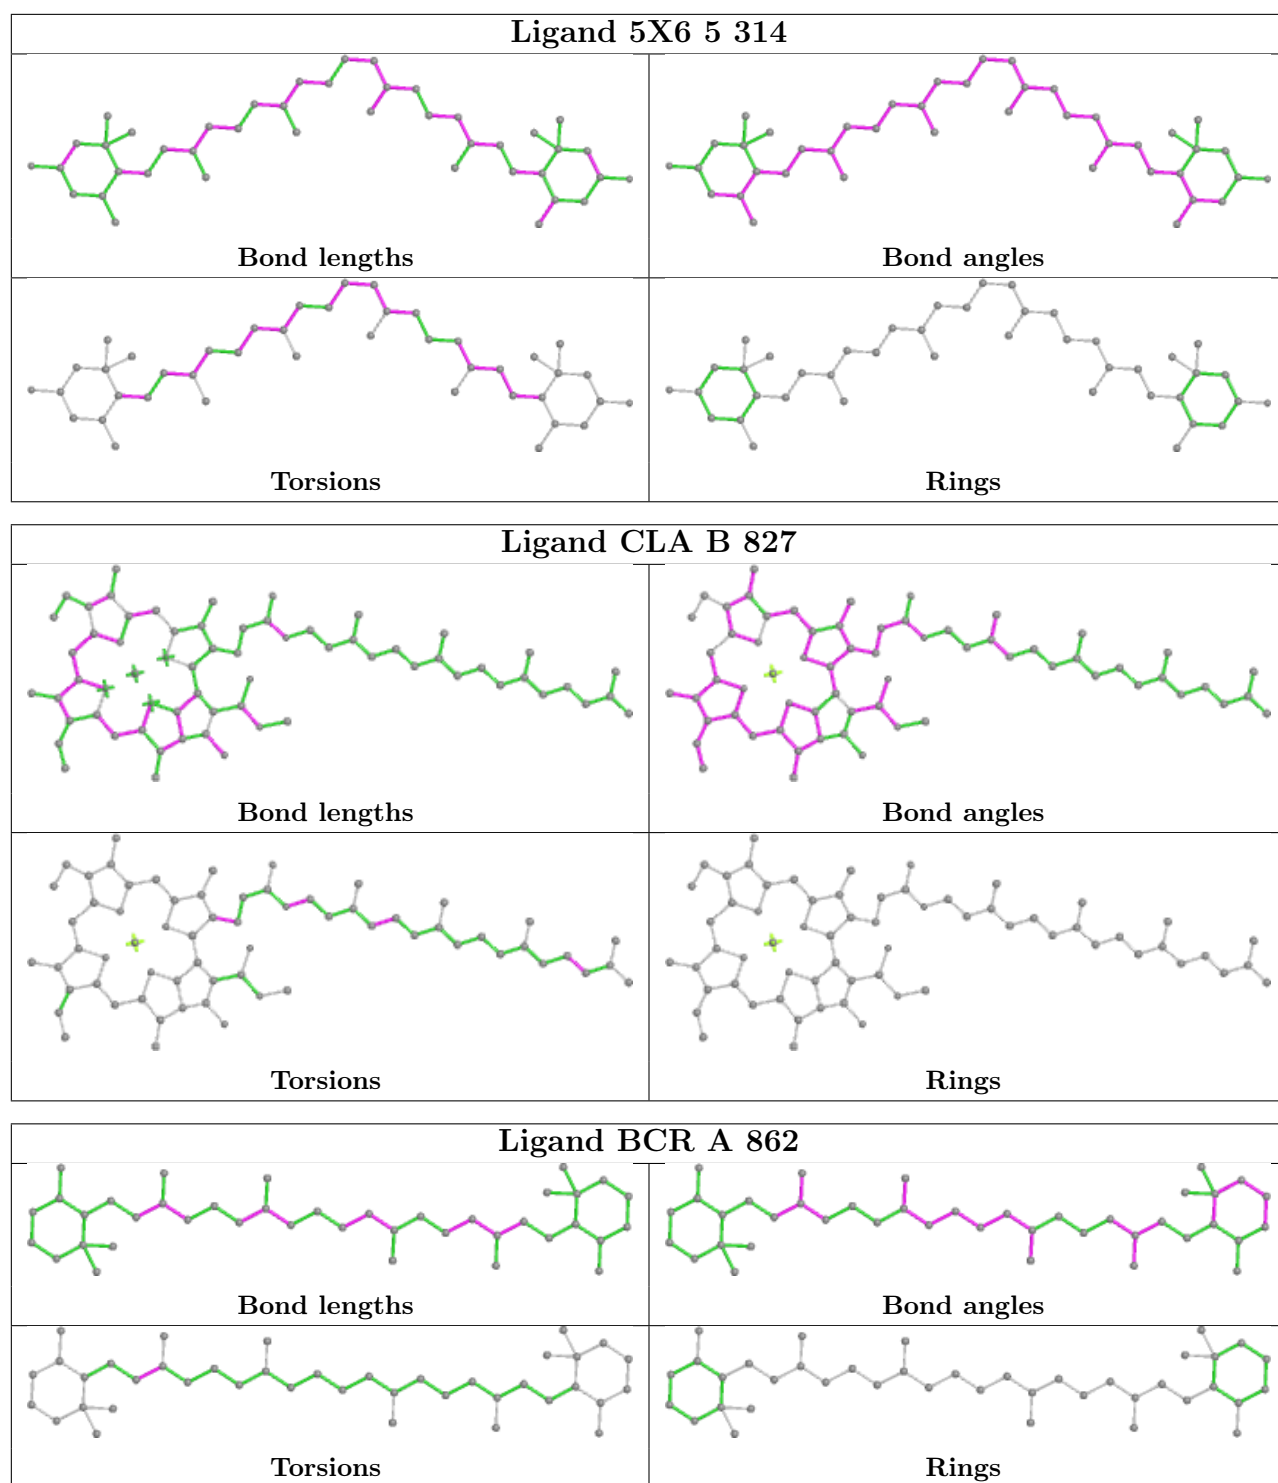 Ligand 5X6 5 314
Bond lengths
Bond angles
Torsions
Rings
Ligand CLA B 827
Bond lengths
Bond angles
Torsions
Rings
Ligand BCR A 862
Bond lengths
Bond angles
Torsions
Rings